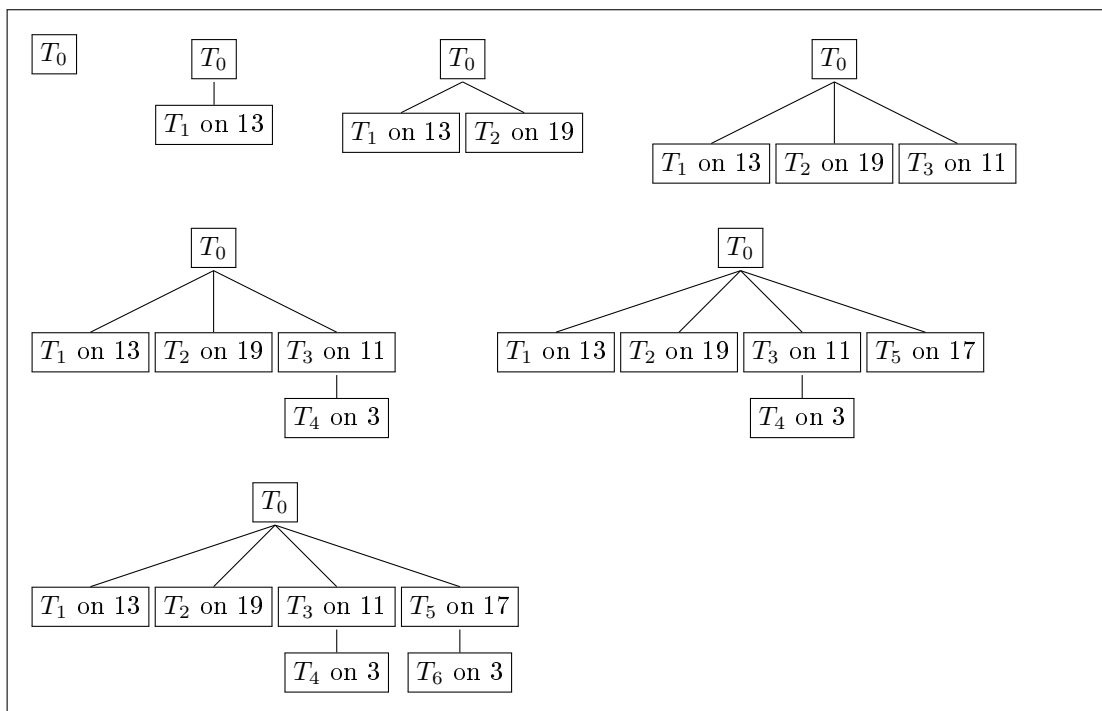 T₀ T₀ T₀ T₀
T₁ on 13 T₁ on 13 T₂ on 19 T₁ on 13 T₂ on 19 T₃ on 11
T₀ T₀
T₁ on 13 T₂ on 19 T₃ on 11 T₁ on 13 T₂ on 19 T₃ on 11 T₅ on 17
T₄ on 3 T₄ on 3
T₀
T₁ on 13 T₂ on 19 T₃ on 11 T₅ on 17
T₄ on 3 T₆ on 3